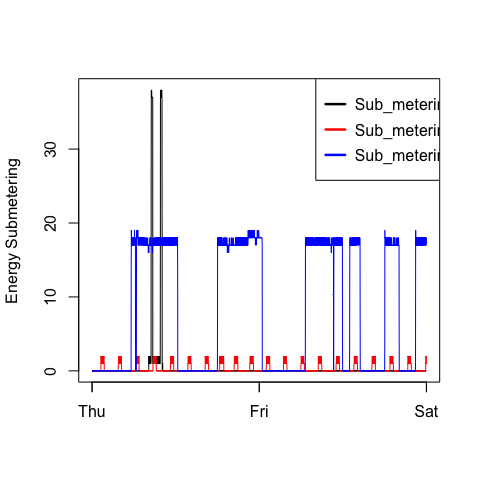 Energy Submetering
30
20
10
0
Thu Fri Sat
Sub_meterin
Sub_meterin
Sub_meterin